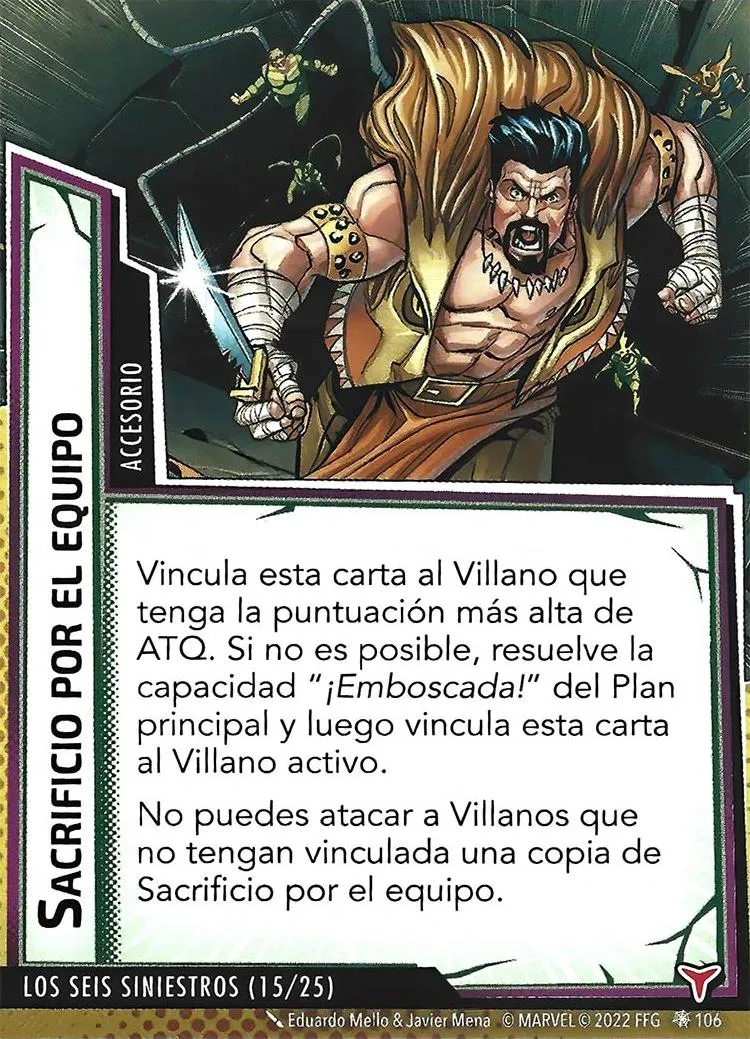 ACCESORIO
SACRIFICIO POR EL EQUIPO
Vincula esta carta al Villano que
tenga la puntuación más alta de
ATQ. Si no es posible, resuelve la
capacidad “¡Emboscada!” del Plan
principal y luego vincula esta carta
al Villano activo.
No puedes atacar a Villanos que
no tengan vinculada una copia de
Sacrificio por el equipo.
LOS SEIS SINIESTROS (15/25)
Eduardo Mello & Javier Mena © MARVEL © 2022 FFG 106